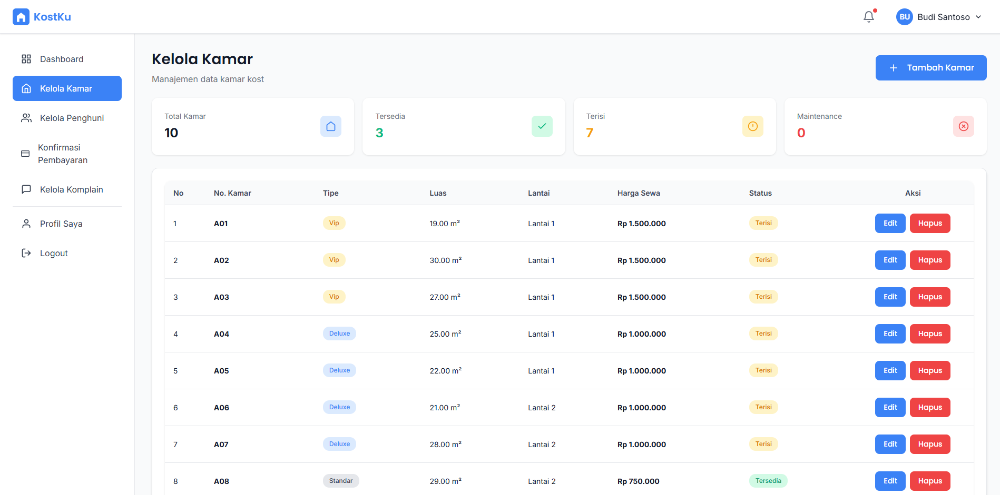 KostKu
BU Budi Santoso
Dashboard
Kelola Kamar
Kelola Penghuni
Konfirmasi
Pembayaran
Kelola Komplain
Profil Saya
Logout
Kelola Kamar
Manajemen data kamar kost
Tambah Kamar
Total Kamar
10
Tersedia
3
Terisi
7
Maintenance
0
No No. Kamar Tipe Luas Lantai Harga Sewa Status Aksi
1 A01 Vip 19.00 m² Lantai 1 Rp 1.500.000 Terisi Edit Hapus
2 A02 Vip 30.00 m² Lantai 1 Rp 1.500.000 Terisi Edit Hapus
3 A03 Vip 27.00 m² Lantai 1 Rp 1.500.000 Terisi Edit Hapus
4 A04 Deluxe 25.00 m² Lantai 1 Rp 1.000.000 Terisi Edit Hapus
5 A05 Deluxe 22.00 m² Lantai 1 Rp 1.000.000 Terisi Edit Hapus
6 A06 Deluxe 21.00 m² Lantai 2 Rp 1.000.000 Terisi Edit Hapus
7 A07 Deluxe 28.00 m² Lantai 2 Rp 1.000.000 Terisi Edit Hapus
8 A08 Standar 29.00 m² Lantai 2 Rp 750.000 Tersedia Edit Hapus